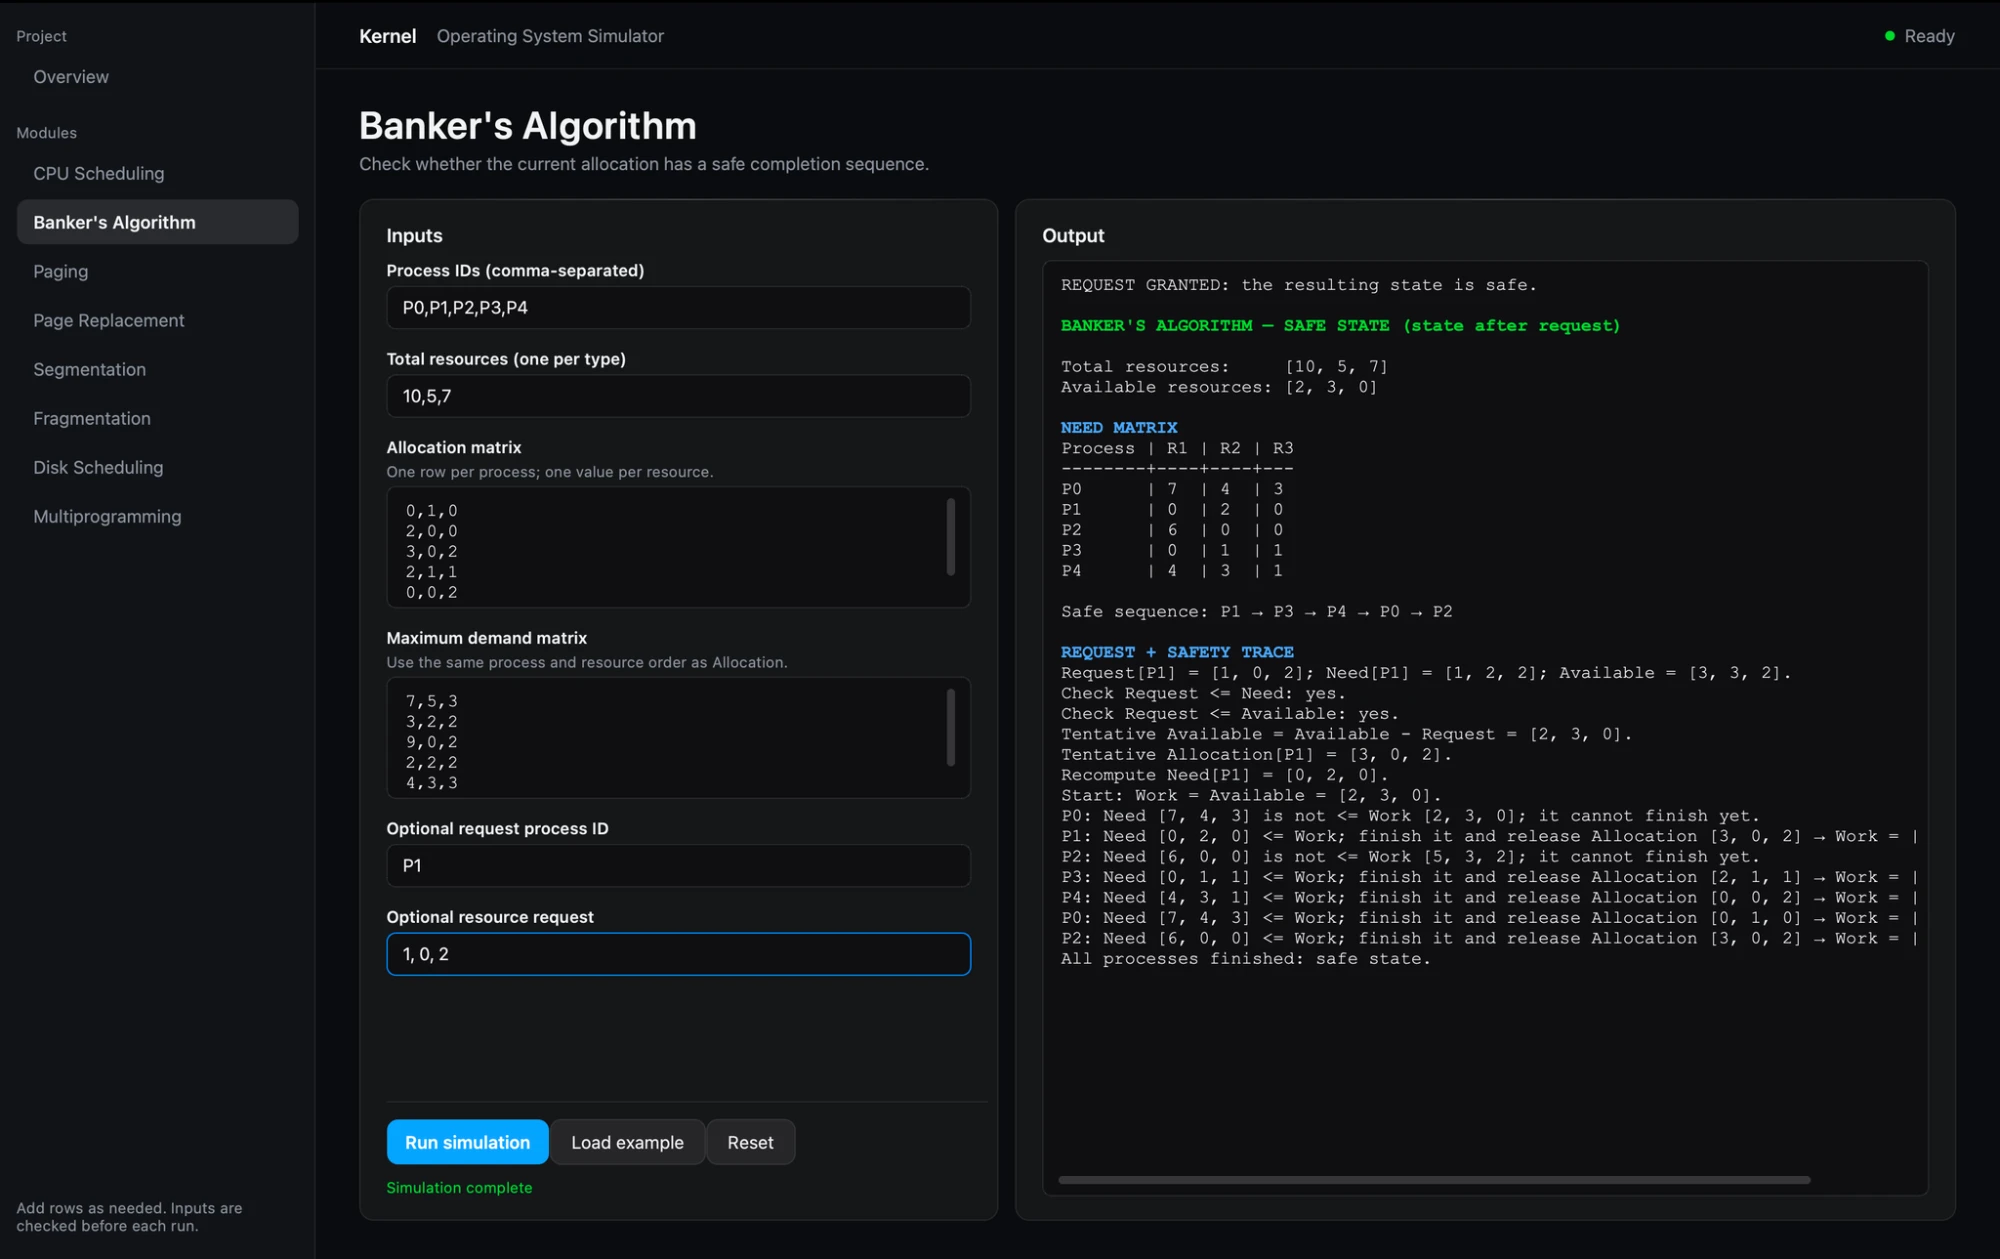 Project
Overview
Modules
CPU Scheduling
Banker's Algorithm
Paging
Page Replacement
Segmentation
Fragmentation
Disk Scheduling
Multiprogramming
Add rows as needed. Inputs are
checked before each run.
Kernel Operating System Simulator
Ready
Banker's Algorithm
Check whether the current allocation has a safe completion sequence.
Inputs
Process IDs (comma-separated)
P0,P1,P2,P3,P4
Total resources (one per type)
10,5,7
Allocation matrix
One row per process; one value per resource.
0,1,0
2,0,0
3,0,2
2,1,1
0,0,2
Maximum demand matrix
Use the same process and resource order as Allocation.
7,5,3
3,2,2
9,0,2
2,2,2
4,3,3
Optional request process ID
P1
Optional resource request
1, 0, 2
Run simulation Load example Reset
Simulation complete
Output
REQUEST GRANTED: the resulting state is safe.
BANKER'S ALGORITHM — SAFE STATE (state after request)
Total resources: [10, 5, 7]
Available resources: [2, 3, 0]
NEED MATRIX
Process | R1 | R2 | R3
--------+----+----+---
P0 | 7 | 4 | 3
P1 | 0 | 2 | 0
P2 | 6 | 0 | 0
P3 | 0 | 1 | 1
P4 | 4 | 3 | 1
Safe sequence: P1 → P3 → P4 → P0 → P2
REQUEST + SAFETY TRACE
Request[P1] = [1, 0, 2]; Need[P1] = [1, 2, 2]; Available = [3, 3, 2].
Check Request <= Need: yes.
Check Request <= Available: yes.
Tentative Available = Available - Request = [2, 3, 0].
Tentative Allocation[P1] = [3, 0, 2].
Recompute Need[P1] = [0, 2, 0].
Start: Work = Available = [2, 3, 0].
P0: Need [7, 4, 3] is not <= Work [2, 3, 0]; it cannot finish yet.
P1: Need [0, 2, 0] <= Work; finish it and release Allocation [3, 0, 2] → Work = [
P2: Need [6, 0, 0] is not <= Work [5, 3, 2]; it cannot finish yet.
P3: Need [0, 1, 1] <= Work; finish it and release Allocation [2, 1, 1] → Work = [
P4: Need [4, 3, 1] <= Work; finish it and release Allocation [0, 0, 2] → Work = [
P0: Need [7, 4, 3] <= Work; finish it and release Allocation [0, 1, 0] → Work = [
P2: Need [6, 0, 0] <= Work; finish it and release Allocation [3, 0, 2] → Work = [
All processes finished: safe state.